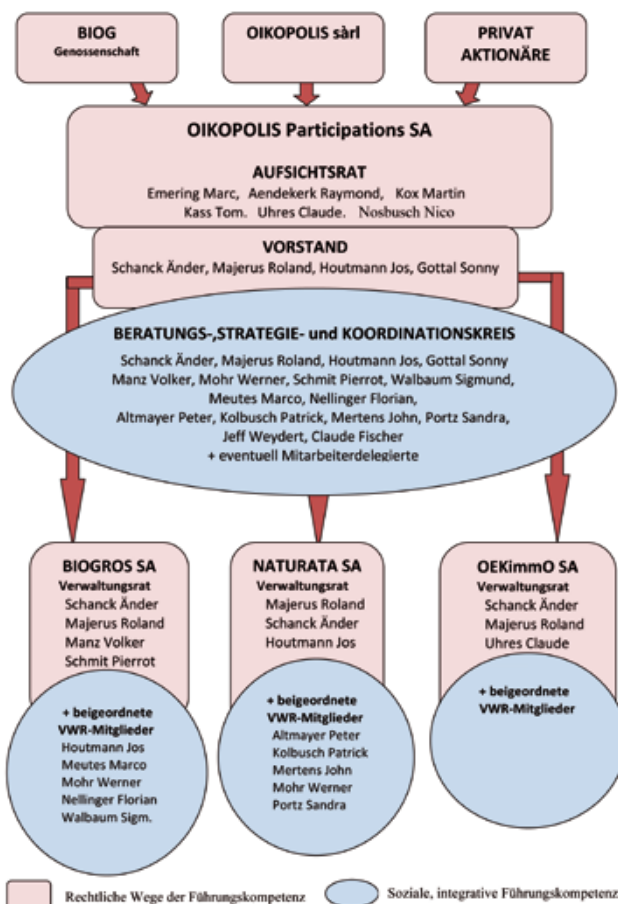 BIOG
Genossenschaft
OIKOPOLIS sàrl
PRIVAT
AKTIONÄRE
OIKOPOLIS Participations SA
AUFSICHTSRAT
Emering Marc, Aendekerk Raymond, Kox Martin
Kass Tom. Uhres Claude. Nosbusch Nico
VORSTAND
Schanck Änder, Majerus Roland, Houtmann Jos, Gottal Sonny
BERATUNGS-,STRATEGIE- und KOORDINATIONSKREIS
Schanck Änder, Majerus Roland, Houtmann Jos, Gottal Sonny
Manz Volker, Mohr Werner, Schmit Pierrot, Walbaum Sigmund,
Meutes Marco, Nellinger Florian,
Altmayer Peter, Kolbusch Patrick, Mertens John, Portz Sandra,
Jeff Weydert, Claude Fischer
+ eventuell Mitarbeiterdelegierte
BIOGROS SA
Verwaltungsrat
Schanck Änder
Majerus Roland
Manz Volker
Schmit Pierrot
+ beigeordnete
VWR-Mitglieder
Houtmann Jos
Meutes Marco
Mohr Werner
Nellinger Florian
Walbaum Sigm.
NATURATA SA
Verwaltungsrat
Majerus Roland
Schanck Änder
Houtmann Jos
+ beigeordnete
VWR-Mitglieder
Altmayer Peter
Kolbusch Patrick
Mertens John
Mohr Werner
Portz Sandra
OEKimmO SA
Verwaltungsrat
Schanck Änder
Majerus Roland
Uhres Claude
+ beigeordnete
VWR-Mitglieder
Rechtliche Wege der Führungskompetenz
Soziale, integrative Führungskompetenz